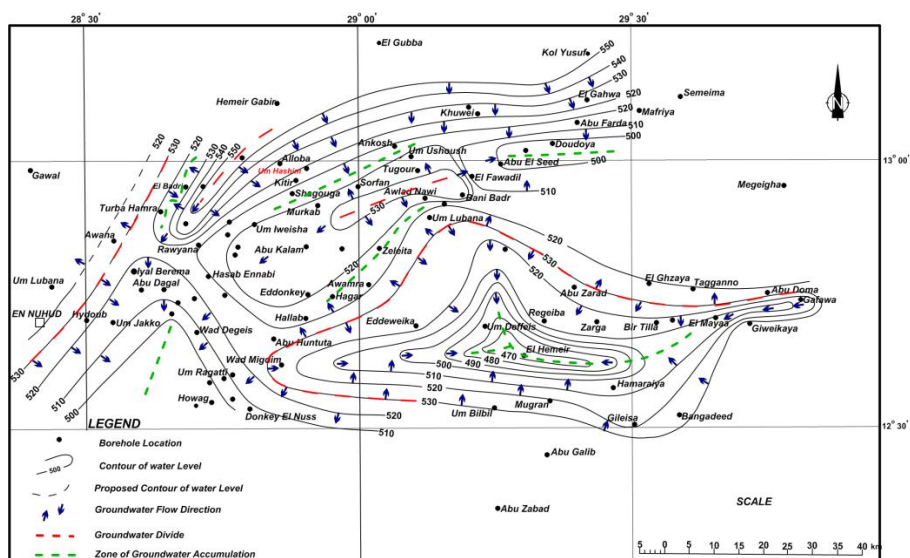 28° 30'
29° 00'
29° 30'
El Gubba
Kol Yusuf
550
540
530
520
Hemeir Gabir
El Gahwa
Semeima
Khuwei
Mafriya
520
510
Abu Farda
500
520
530
520
530
540
550
Ankosh
Um Ushoush
Doudoya
Alloba
13° 00'
Gawal
Um Hashim
Tugour
Abu El Seed
500
Kitir
El Badri
Sorfan
El Fawadil
510
Megeigha
Shagouga
Awlad Nawi
Bani Badr
Turba Hamra
Murkab
530
Um Lubana
Um Iweisha
Awana
Rawyana
Abu Kalam
Zeleita
520
530
Iyal Berema
Hasab Ennabi
520
Um Lubana
Abu Dagal
Awamra
El Ghzaya
Tagganno
Abu Doma
Eddonkey
Hagar
Abu Zarad
Gafawa
EN NUHUD
Hydoub
Um Jakko
Hallab
Eddeweika
Regeiba
Um Deffeis
Zarga
Bir Tilla
El Mayaa
Giweikaya
Wad Degeis
Abu Huntuta
530
Wad Migdim
El Hemeir
470
500
490
480
520
Um Ragatt
510
Hamaraiya
510
520
Howag
530
Mugran
500
Donkey El Nuss
520
Um Bilbil
Gileisa
Bangadeed
510
12° 30'
LEGEND
Borehole Location
Abu Galib
500
Contour of water Level
Proposed Contour of water Level
Groundwater Flow Direction
Abu Zabad
SCALE
Groundwater Divide
Zone of Groundwater Accumulation
5 0 10 20 30 40 km
N